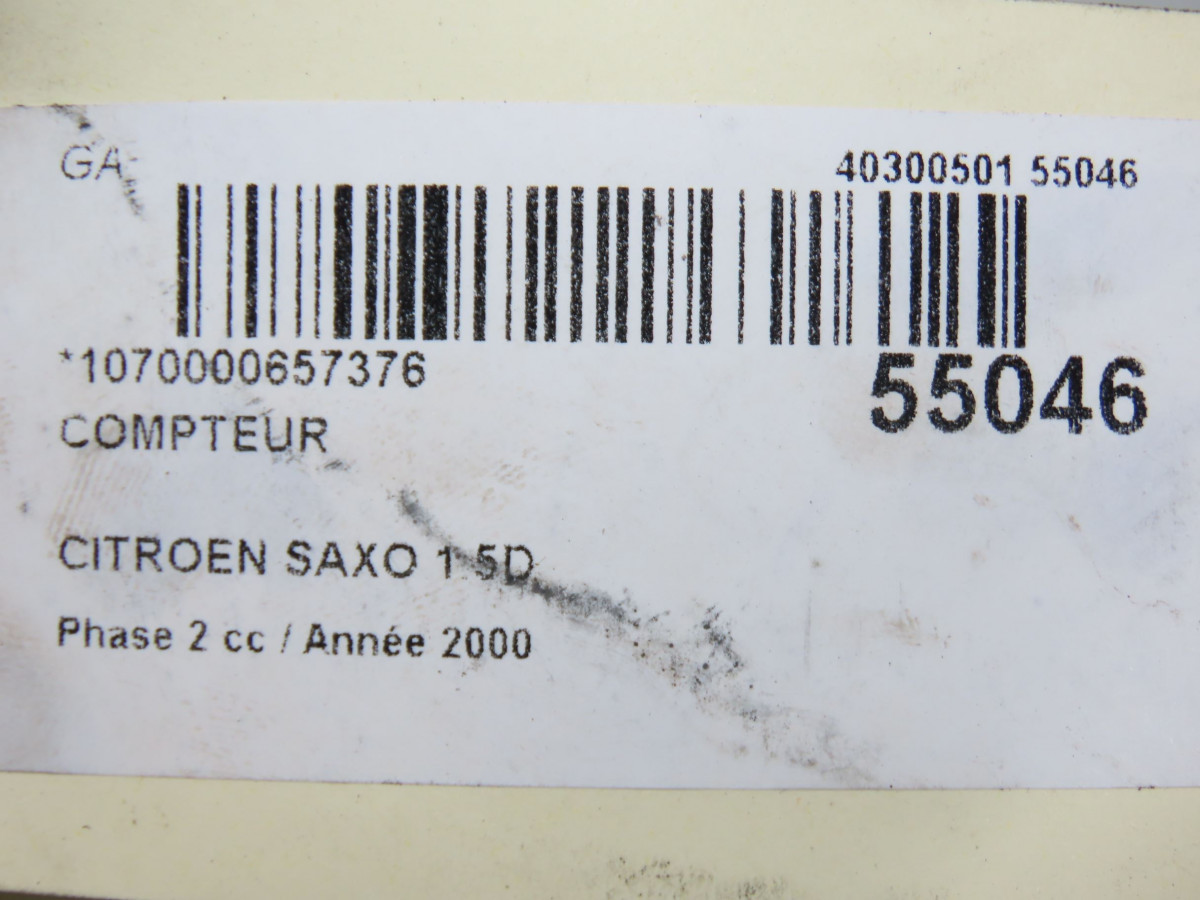 GA
40300501 55046
*1070000657376
55046
COMPTEUR
CITROEN SAXO 1.5D
Phase 2 cc / Année 2000